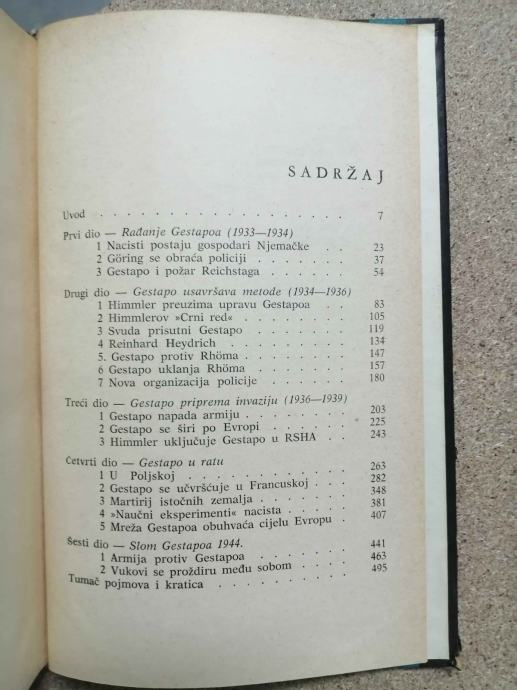 SADRŽAJ
Uvod . . . . . . . . . . . . . . . . . . 7
Prvi dio — Rađanje Gestapoa (1933—1934)
1 Nacisti postaju gospodari Njemačke . . 23
2 Göring se obraća policiji . . . . . . . 37
3 Gestapo i požar Reichstaga . . . . . . 54
Drugi dio — Gestapo usavršava metode (1934—1936)
1 Himmler preuzima upravu Gestapoa . . 83
2 Himmlerov »Crni red« . . . . . . . . 105
3 Svuda prisutni Gestapo . . . . . . . 119
4 Reinhard Heydrich . . . . . . . . . 134
5. Gestapo protiv Rhöma . . . . . . . 147
6 Gestapo uklanja Rhöma . . . . . . . 157
7 Nova organizacija policije . . . . . . 180
Treći dio — Gestapo priprema invaziju (1936—1939)
1 Gestapo napada armiju . . . . . . . 203
2 Gestapo se širi po Evropi . . . . . . 225
3 Himmler uključuje Gestapo u RSHA . . 243
Četvrti dio — Gestapo u ratu
1 U Poljskoj . . . . . . . . . . . . 263
2 Gestapo se učvršćuje u Francuskoj . . 282
3 Martirij istočnih zemalja . . . . . . 348
4 »Naučni eksperimenti« nacista . . . . 381
5 Mreža Gestapoa obuhvaća cijelu Evropu . 407
Šesti dio — Slom Gestapoa 1944.
1 Armija protiv Gestapoa . . . . . . . 441
2 Vukovi se proždiru među sobom . . . . 463
Tumač pojmova i kratica . . . . . . . . 495